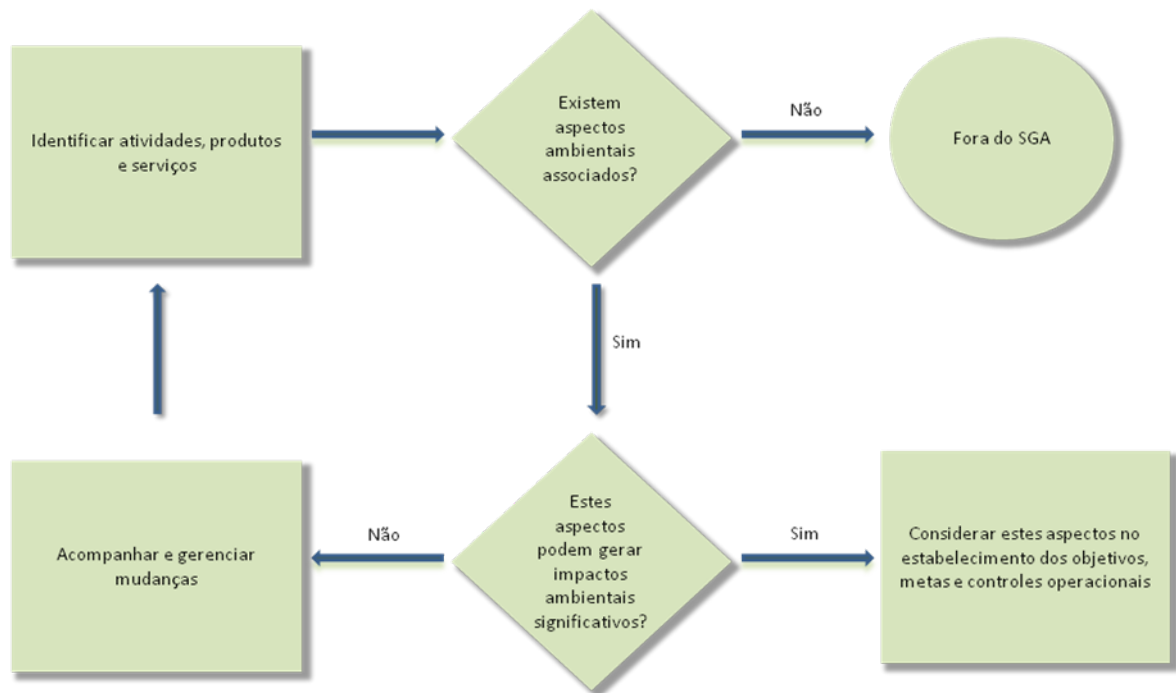 Identificar atividades, produtos
e serviços
Existem
aspectos
ambientais
associados?
Não
Fora do SGA
Sim
Acompanhar e gerenciar
mudanças
Não
Estes
aspectos
podem gerar
impactos
ambientais
significativos?
Sim
Considerar estes aspectos no
estabelecimento dos objetivos,
metas e controles operacionais